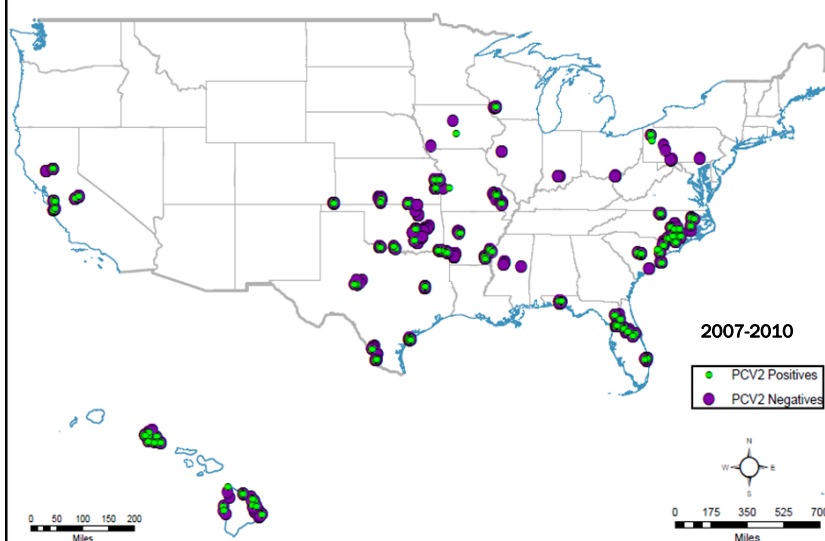 2007-2010
PCV2 Positives
PCV2 Negatives
N
W E
S
0 50 100 150 200
Miles
0 175 350 525 700
Miles